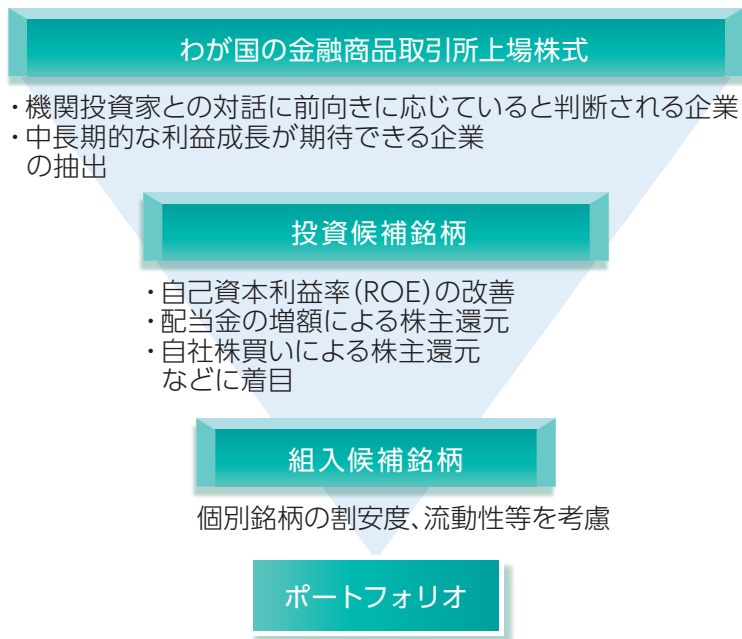 わが国の金融商品取引所上場株式
・機関投資家との対話に前向きに応じていると判断される企業
・中長期的な利益成長が期待できる企業
の抽出
投資候補銘柄
・自己資本利益率(ROE)の改善
・配当金の増額による株主還元
・自社株買いによる株主還元
などに着目
組入候補銘柄
個別銘柄の割安度、流動性等を考慮
ポートフォリオ